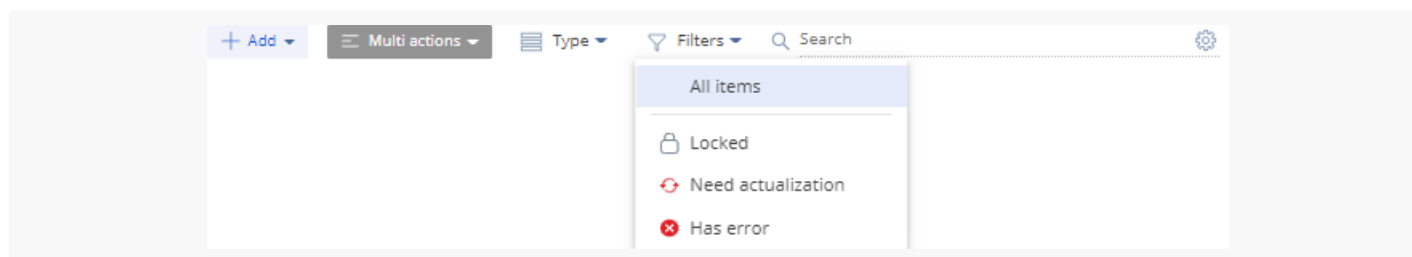 Add Multi actions Type Filters Search
All items
Locked
Need actualization
Has error